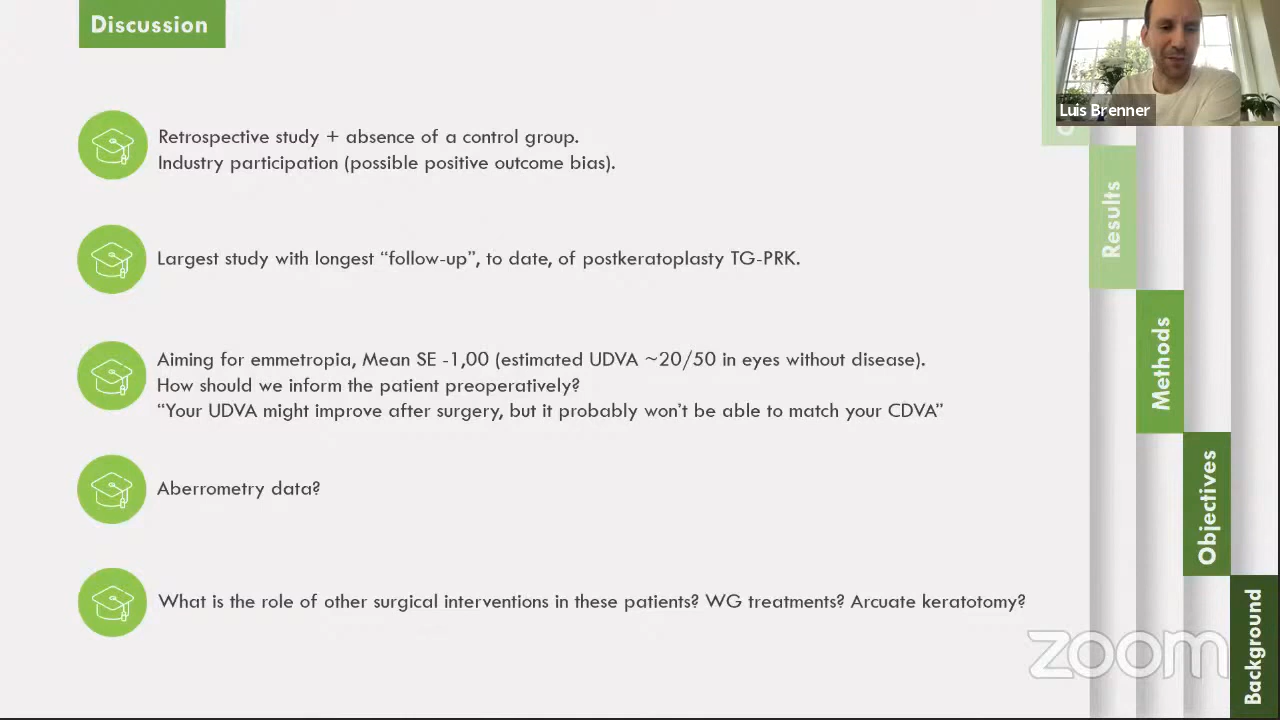 Discussion
Luis Brenner
Retrospective study + absence of a control group.
Industry participation (possible positive outcome bias).
Largest study with longest “follow-up”, to date, of postkeratoplasty TG-PRK.
Aiming for emmetropia, Mean SE -1,00 (estimated UDVA ~20/50 in eyes without disease).
How should we inform the patient preoperatively?
“Your UDVA might improve after surgery, but it probably won’t be able to match your CDVA”
Aberrometry data?
What is the role of other surgical interventions in these patients? WG treatments? Arcuate keratotomy?
Results
Methods
Objectives
Background
zoom